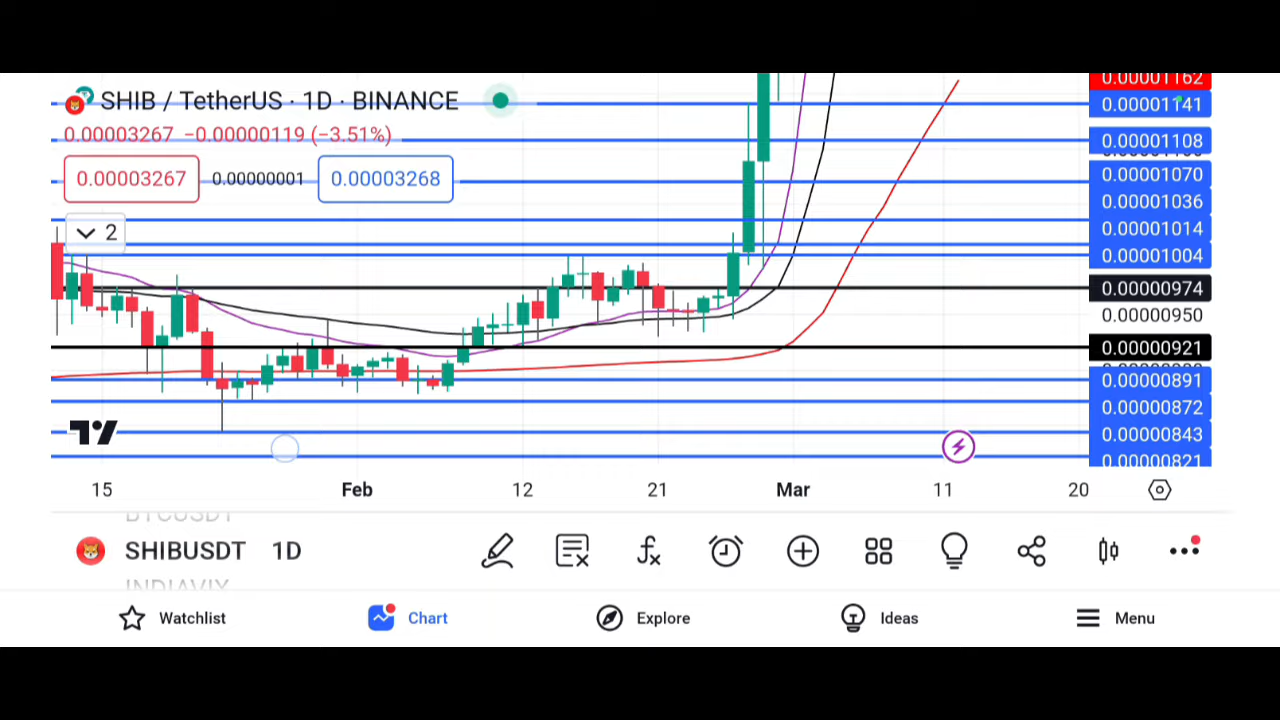 SHIB / TetherUS · 1D · BINANCE
0.00003267 −0.00000119 (−3.51%)
0.00003267 0.00000001 0.00003268
2
0.00001162
0.00001141
0.00001108
0.00001070
0.00001036
0.00001014
0.00001004
0.00000974
0.00000950
0.00000921
0.00000891
0.00000872
0.00000843
0.00000821
15 Feb 12 21 Mar 11 20
BTCUSDT
SHIBUSDT 1D
INDIAVIX
Watchlist Chart Explore Ideas Menu